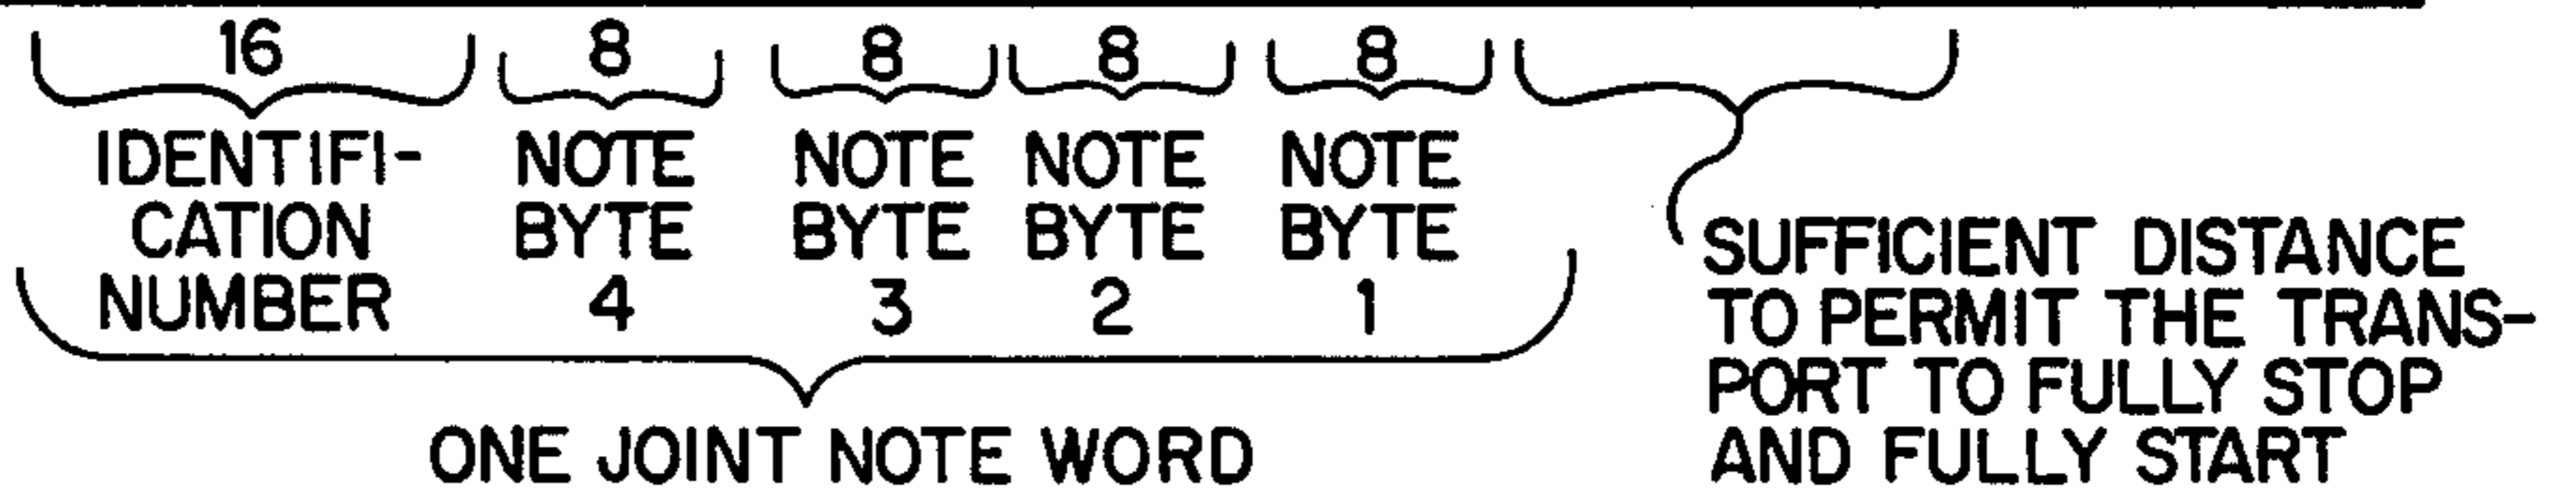 16 8 8 8 8
IDENTIFI- NOTE NOTE NOTE NOTE
CATION BYTE BYTE BYTE BYTE
NUMBER 4 3 2 1
ONE JOINT NOTE WORD
SUFFICIENT DISTANCE
TO PERMIT THE TRANS-
PORT TO FULLY STOP
AND FULLY START